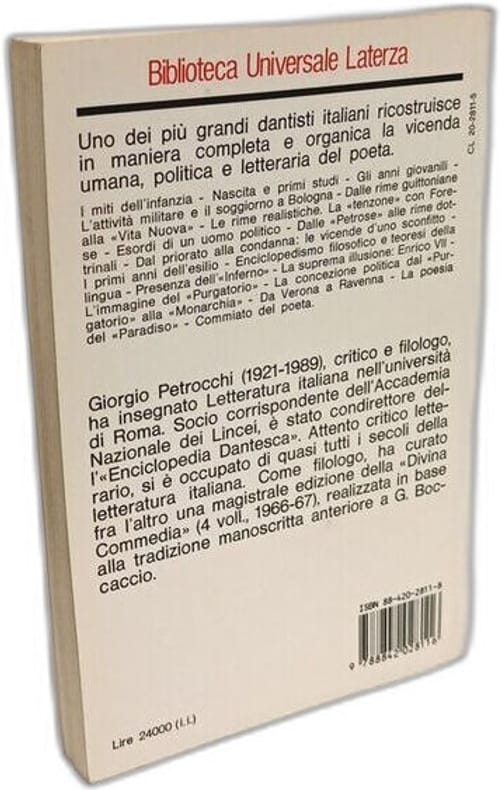 Biblioteca Universale Laterza
Uno dei più grandi dantisti italiani ricostruisce
in maniera completa e organica la vicenda
umana, politica e letteraria del poeta.
I miti dell'infanzia - Nascita e primi studi - Gli anni giovanili -
L'attività militare e il soggiorno a Bologna - Dalle rime guittoniane
alla «Vita Nuova» - Le rime realistiche. La «tenzone» con Fore-
se - Esordi di un uomo politico - Dalle «Petrose» alle rime dot-
trinali - Dal priorato alla condanna: le vicende d'uno sconfitto -
I primi anni dell'esilio - Enciclopedismo filosofico e teoresi della
lingua - Presenza dell'«Inferno» - La suprema illusione: Enrico VII -
L'immagine del «Purgatorio» - La concezione politica dal «Pur-
gatorio» alla «Monarchia» - Da Verona a Ravenna - La poesia
del «Paradiso» - Commiato del poeta.
Giorgio Petrocchi (1921-1989), critico e filologo,
ha insegnato Letteratura italiana nell'università
di Roma. Socio corrispondente dell'Accademia
Nazionale dei Lincei, è stato condirettore del-
l'«Enciclopedia Dantesca». Attento critico lette-
rario, si è occupato di quasi tutti i secoli della
letteratura italiana. Come filologo, ha curato
fra l'altro una magistrale edizione della «Divina
Commedia» (4 voll., 1966-67), realizzata in base
alla tradizione manoscritta anteriore a G. Boc-
caccio.
CL 20-2811-5
ISBN 88-420-2811-8
9 788842 028116
Lire 24000 (i.i.)